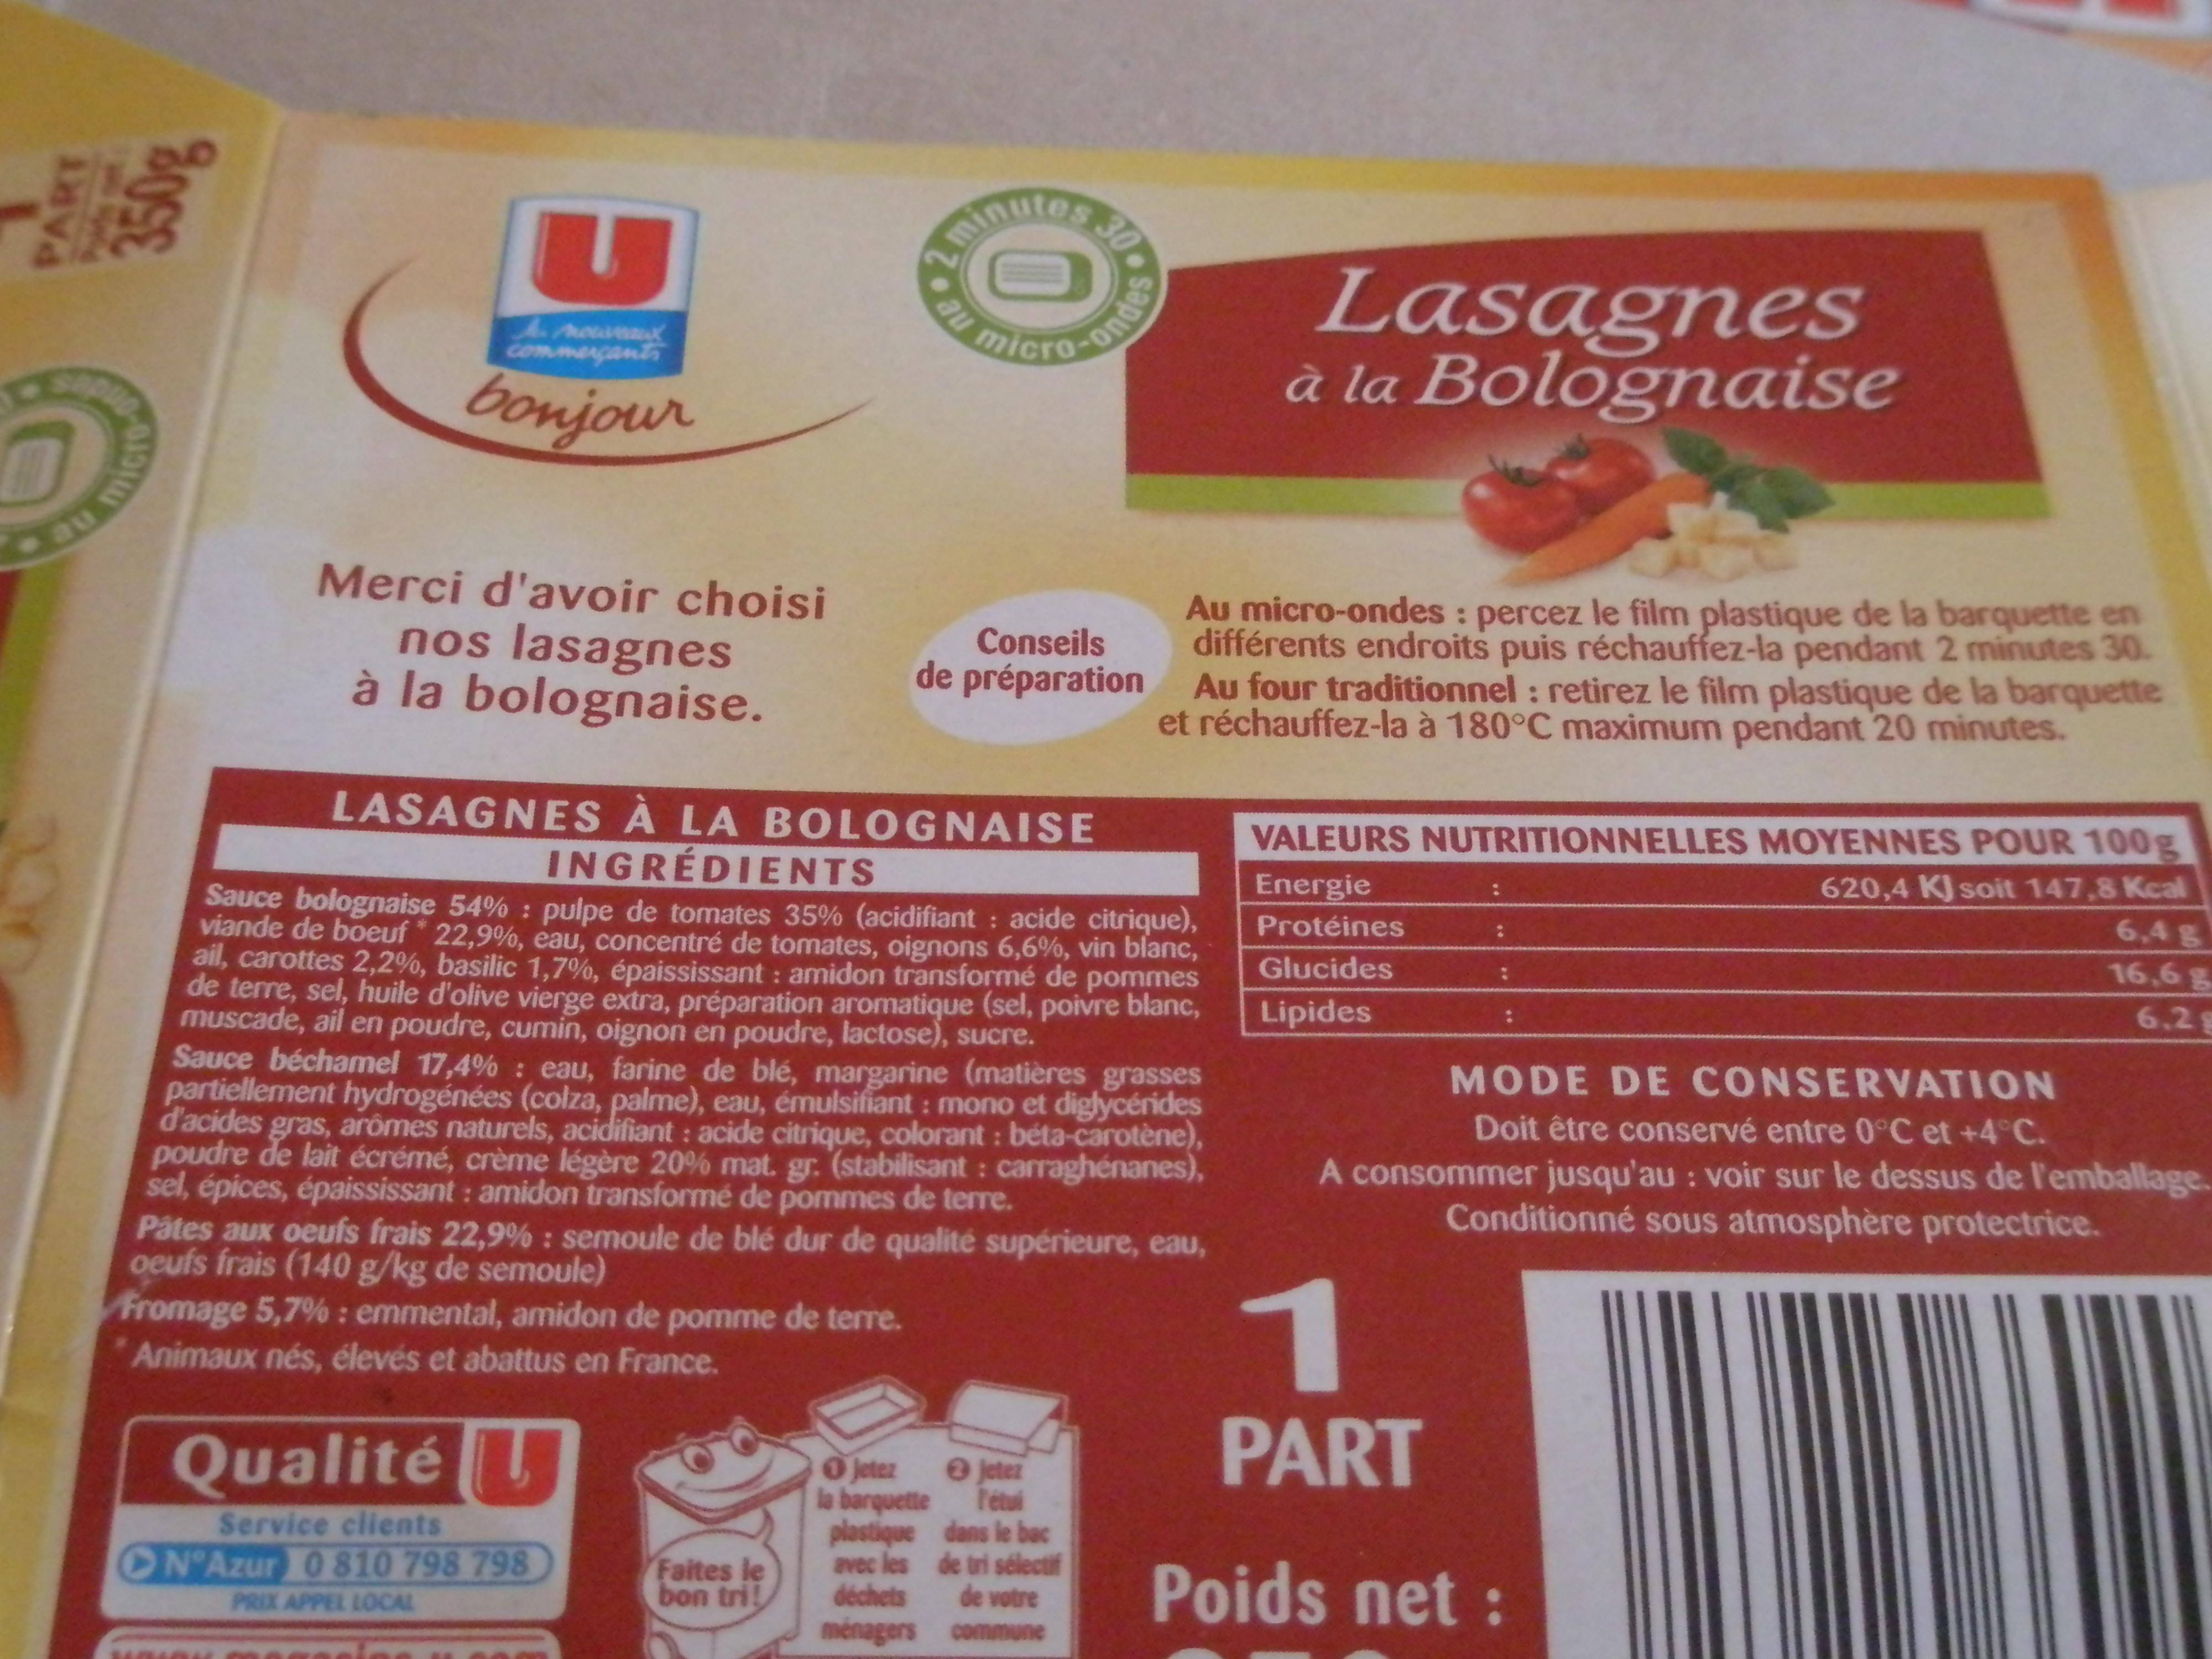 1
PART
Poids net :
350g
au micro-ondes
U
les nouveaux
commerçants
bonjour
2 minutes 30
au micro-ondes
Lasagnes
à la Bolognaise
Merci d'avoir choisi
nos lasagnes
à la bolognaise.
Conseils
de préparation
Au micro-ondes : percez le film plastique de la barquette en
différents endroits puis réchauffez-la pendant 2 minutes 30.
Au four traditionnel : retirez le film plastique de la barquette
et réchauffez-la à 180°C maximum pendant 20 minutes.
LASAGNES À LA BOLOGNAISE
INGRÉDIENTS
Sauce bolognaise 54% : pulpe de tomates 35% (acidifiant : acide citrique),
viande de boeuf * 22,9%, eau, concentré de tomates, oignons 6,6%, vin blanc,
ail, carottes 2,2%, basilic 1,7%, épaississant : amidon transformé de pommes
de terre, sel, huile d'olive vierge extra, préparation aromatique (sel, poivre blanc,
muscade, ail en poudre, cumin, oignon en poudre, lactose), sucre.
Sauce béchamel 17,4% : eau, farine de blé, margarine (matières grasses
partiellement hydrogénées (colza, palme), eau, émulsifiant : mono et diglycérides
d'acides gras, arômes naturels, acidifiant : acide citrique, colorant : béta-carotène),
poudre de lait écrémé, crème légère 20% mat. gr. (stabilisant : carraghénanes),
sel, épices, épaississant : amidon transformé de pommes de terre.
Pâtes aux oeufs frais 22,9% : semoule de blé dur de qualité supérieure, eau,
oeufs frais (140 g/kg de semoule)
Fromage 5,7% : emmental, amidon de pomme de terre.
* Animaux nés, élevés et abattus en France.
VALEURS NUTRITIONNELLES MOYENNES POUR 100g
Energie : 620,4 KJ soit 147,8 Kcal
Protéines : 6,4 g
Glucides : 16,6 g
Lipides : 6,2 g
MODE DE CONSERVATION
Doit être conservé entre 0°C et +4°C.
A consommer jusqu'au : voir sur le dessus de l'emballage.
Conditionné sous atmosphère protectrice.
1
PART
Poids net :
Qualité U
Service clients
N°Azur 0 810 798 798
PRIX APPEL LOCAL
Faites le
bon tri!
1 Jetez
la barquette
plastique
avec les
déchets
ménagers
2 Jetez
l'étui
dans le bac
de tri sélectif
de votre
commune